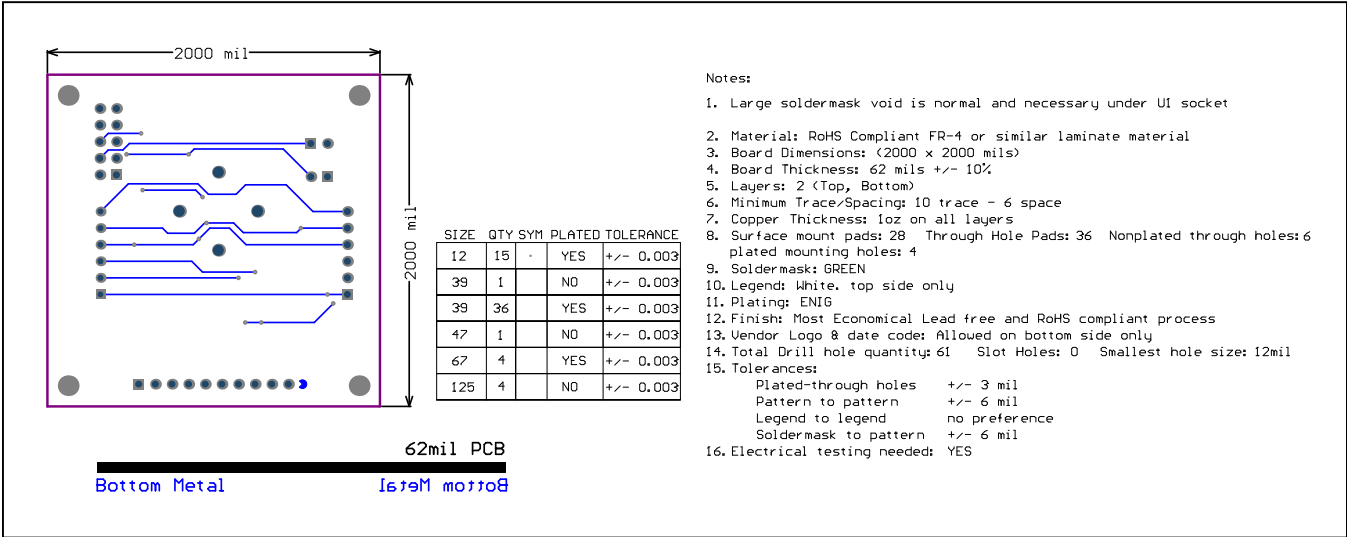 2000 mil
2000 mil
SIZE QTY SYM PLATED TOLERANCE
12 15 YES +/- 0.003
39 1 NO +/- 0.003
39 36 YES +/- 0.003
47 1 NO +/- 0.003
67 4 YES +/- 0.003
125 4 NO +/- 0.003
62mil PCB
Bottom Metal
Bottom Metal
Notes:
1. Large soldermask void is normal and necessary under UI socket
2. Material: RoHS Compliant FR-4 or similar laminate material
3. Board Dimensions: (2000 x 2000 mils)
4. Board Thickness: 62 mils +/- 10%
5. Layers: 2 (Top, Bottom)
6. Minimum Trace/Spacing: 10 trace - 6 space
7. Copper Thickness: 1oz on all layers
8. Surface mount pads: 28 Through Hole Pads: 36 Nonplated through holes: 6
plated mounting holes: 4
9. Soldermask: GREEN
10. Legend: White. top side only
11. Plating: ENIG
12. Finish: Most Economical Lead free and RoHS compliant process
13. Vendor Logo & date code: Allowed on bottom side only
14. Total Drill hole quantity: 61 Slot Holes: 0 Smallest hole size: 12mil
15. Tolerances:
Plated-through holes +/- 3 mil
Pattern to pattern +/- 6 mil
Legend to legend no preference
Soldermask to pattern +/- 6 mil
16. Electrical testing needed: YES